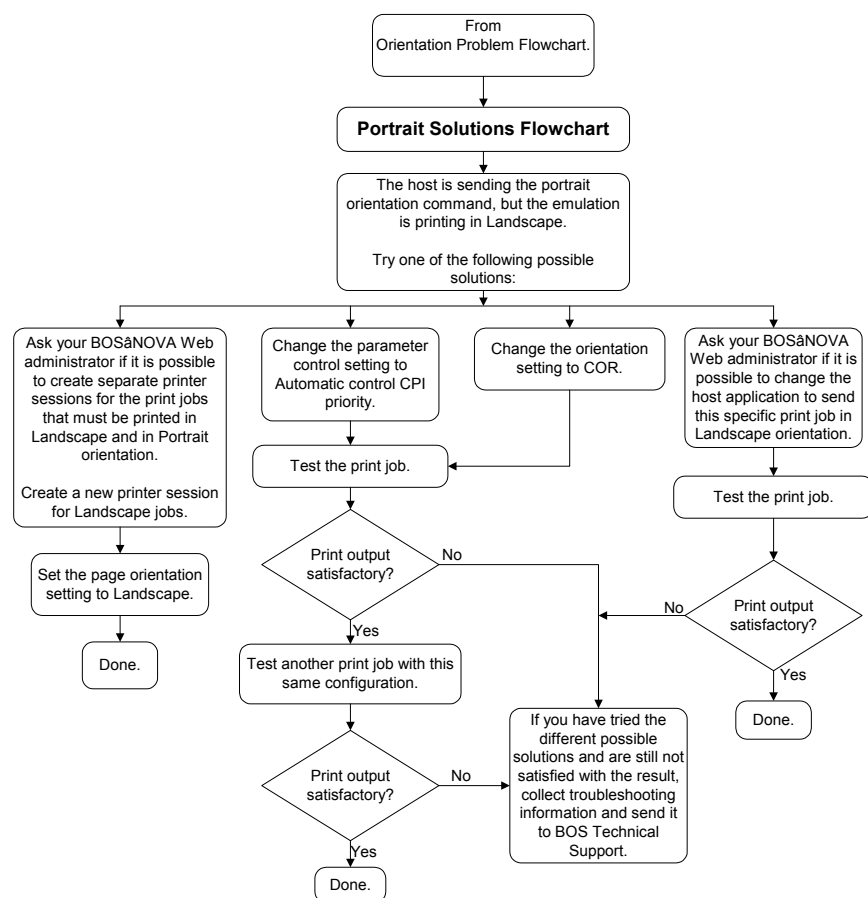 From
Orientation Problem Flowchart.
Portrait Solutions Flowchart
The host is sending the portrait
orientation command, but the emulation
is printing in Landscape.
Try one of the following possible
solutions:
Ask your BOSâNOVA Web
administrator if it is possible
to create separate printer
sessions for the print jobs
that must be printed in
Landscape and in Portrait
orientation.
Create a new printer session
for Landscape jobs.
Set the page orientation
setting to Landscape.
Done.
Change the parameter
control setting to
Automatic control CPI
priority.
Change the orientation
setting to COR.
Test the print job.
Print output
satisfactory?
No
Yes
Test another print job with this
same configuration.
Print output
satisfactory?
No
Yes
Done.
Ask your BOSâNOVA
Web administrator if it is
possible to change the
host application to send
this specific print job in
Landscape orientation.
Test the print job.
Print output
satisfactory?
No
Yes
Done.
If you have tried the
different possible
solutions and are still not
satisfied with the result,
collect troubleshooting
information and send it
to BOS Technical
Support.